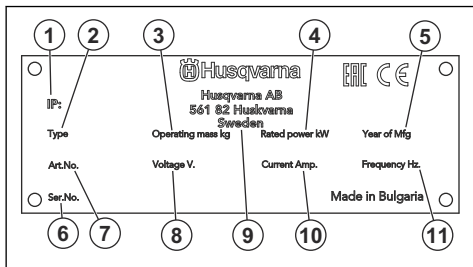 1 2 3 4 5
Husqvarna EAC CE
IP:
Husqvarna AB
561 82 Huskvarna
Sweden
Type Operating mass kg Rated power kW Year of Mfg
Art.No. Voltage V. Current Amp. Frequency Hz.
Ser.No. Made in Bulgaria
6 7 8 9 10 11